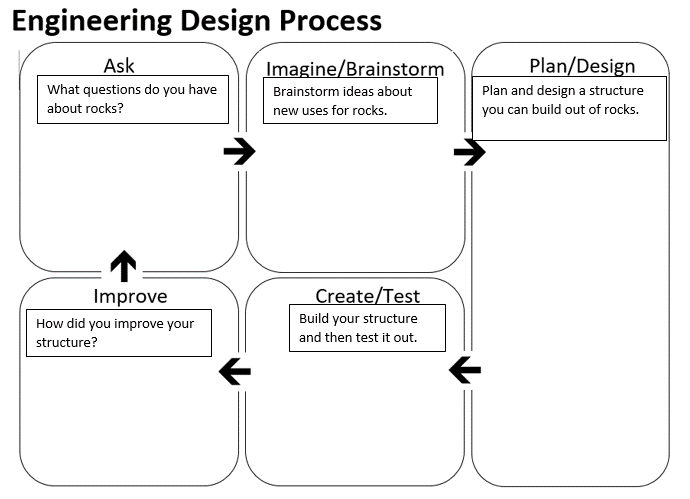 Engineering Design Process
Ask
What questions do you have
about rocks?
Imagine/Brainstorm
Brainstorm ideas about
new uses for rocks.
Plan/Design
Plan and design a structure
you can build out of rocks.
Improve
How did you improve your
structure?
Create/Test
Build your structure
and then test it out.